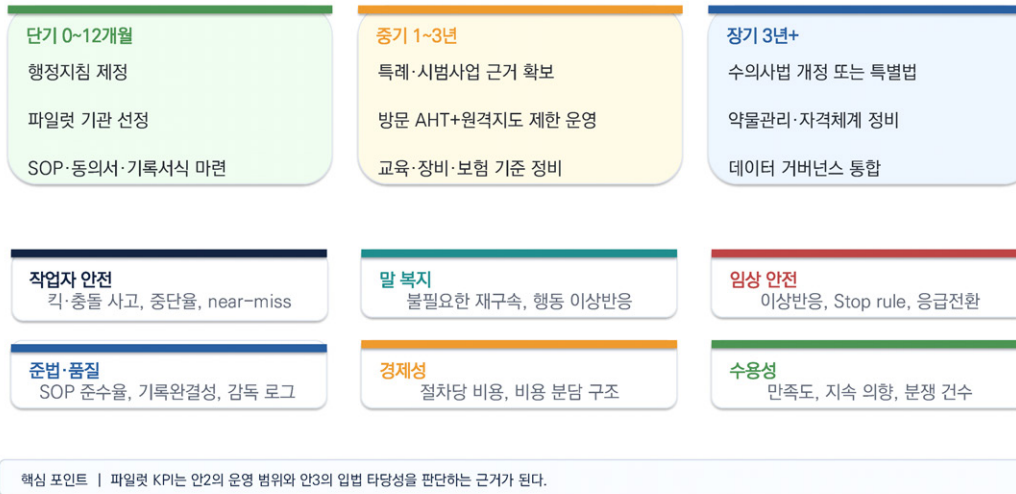 단기 0~12개월
행정지침 제정
파일럿 기관 선정
SOP·동의서·기록서식 마련
중기 1~3년
특례·시범사업 근거 확보
방문 AHT+원격지도 제한 운영
교육·장비·보험 기준 정비
장기 3년+
수의사법 개정 또는 특별법
약물관리·자격체계 정비
데이터 거버넌스 통합
작업자 안전
킥·충돌 사고, 중단율, near-miss
말 복지
불필요한 재구속, 행동 이상반응
임상 안전
이상반응, Stop rule, 응급전환
준법·품질
SOP 준수율, 기록완결성, 감독 로그
경제성
절차당 비용, 비용 분담 구조
수용성
만족도, 지속 의향, 분쟁 건수
핵심 포인트 | 파일럿 KPI는 안2의 운영 범위와 안3의 입법 타당성을 판단하는 근거가 된다.